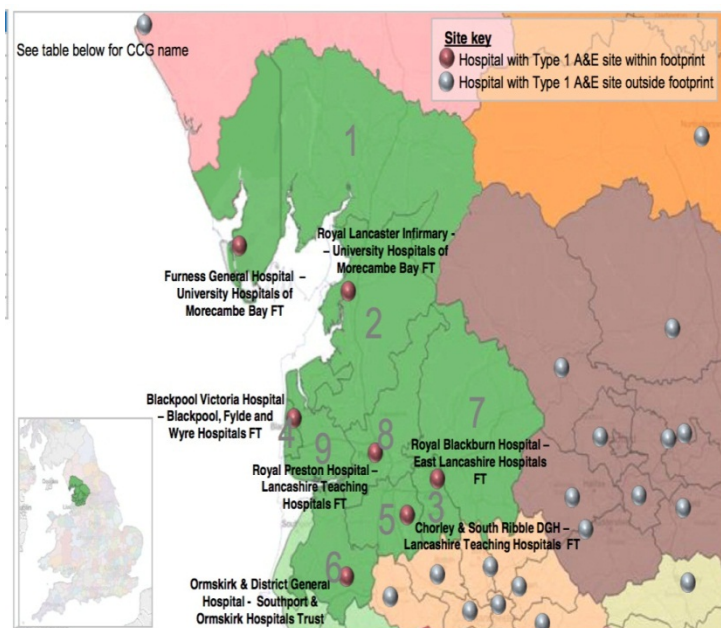 See table below for CCG name
Site key
Hospital with Type 1 A&E site within footprint
Hospital with Type 1 A&E site outside footprint
1
Royal Lancaster Infirmary -
– University Hospitals of
Morecambe Bay FT
Furness General Hospital –
University Hospitals of
Morecambe Bay FT
2
Blackpool Victoria Hospital
– Blackpool, Fylde and
Wyre Hospitals FT
4
7
8
9
Royal Blackburn Hospital –
East Lancashire Hospitals
FT
Royal Preston Hospital –
Lancashire Teaching
Hospitals FT
3
5
Chorley & South Ribble DGH –
Lancashire Teaching Hospitals FT
6
Ormskirk & District General
Hospital - Southport &
Ormskirk Hospitals Trust